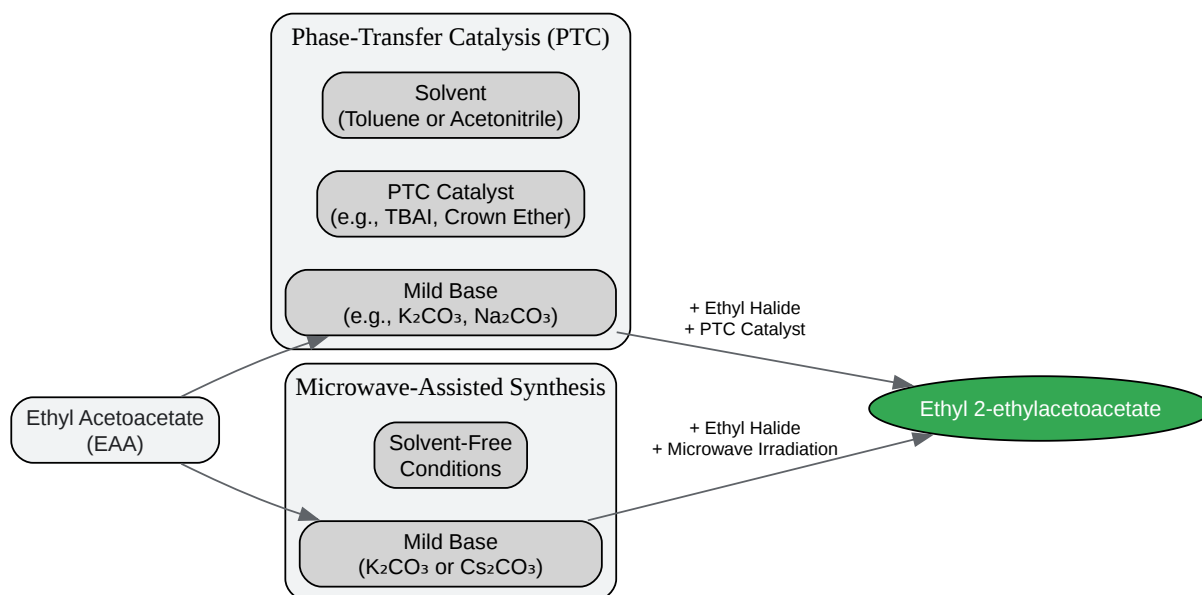 Phase-Transfer Catalysis (PTC)
Solvent
(Toluene or Acetonitrile)
PTC Catalyst
(e.g., TBAI, Crown Ether)
Mild Base
(e.g., K₂CO₃, Na₂CO₃)
+ Ethyl Halide
+ PTC Catalyst
Ethyl Acetoacetate
(EAA)
Microwave-Assisted Synthesis
Solvent-Free
Conditions
Mild Base
(K₂CO₃ or Cs₂CO₃)
+ Ethyl Halide
+ Microwave Irradiation
Ethyl 2-ethylacetoacetate